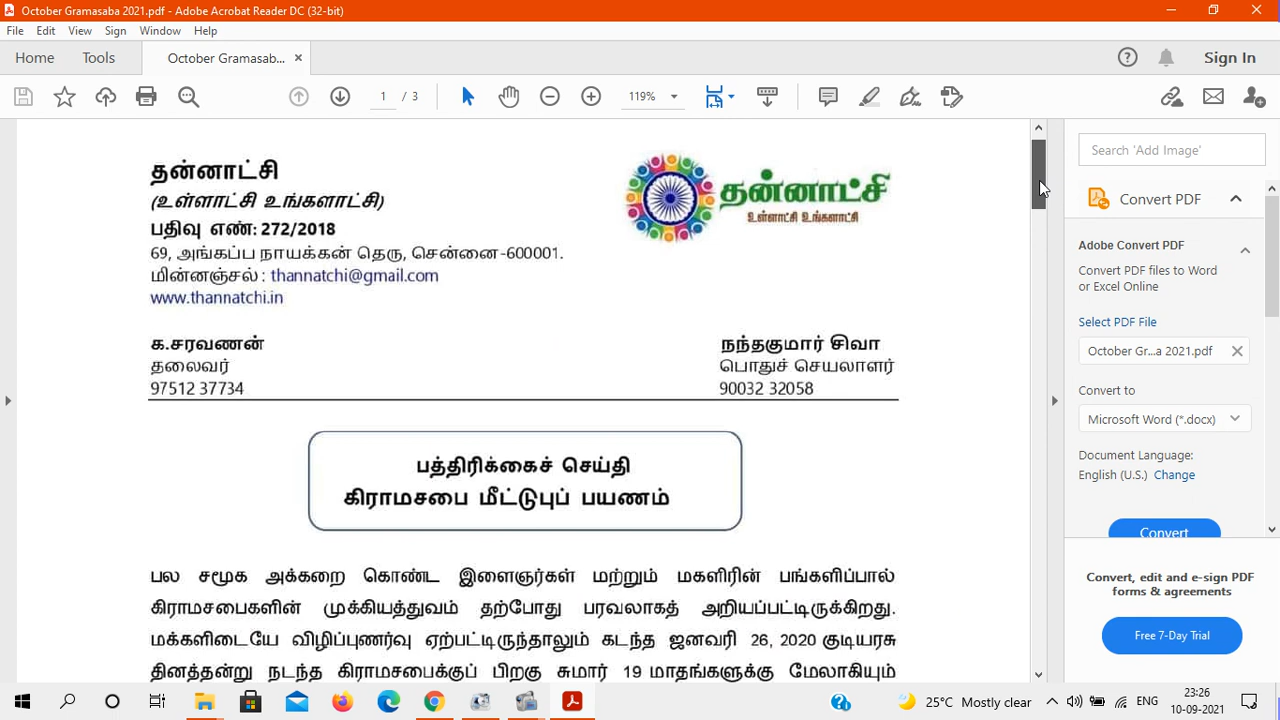 October Gramasaba 2021.pdf - Adobe Acrobat Reader DC (32-bit)
File Edit View Sign Window Help
Home Tools October Gramasab... × Sign In
1 / 3 119%
Search 'Add Image'
தன்னாட்சி
(உள்ளாட்சி உங்களாட்சி)
பதிவு எண்: 272/2018
69, அங்கப்ப நாயக்கன் தெரு, சென்னை-600001.
மின்னஞ்சல் : thannatchi@gmail.com
www.thannatchi.in
தன்னாட்சி
உள்ளாட்சி உங்களாட்சி
க.சரவணன்
தலைவர்
97512 37734
நந்தகுமார் சிவா
பொதுச் செயலாளர்
90032 32058
பத்திரிக்கைச் செய்தி
கிராமசபை மீட்டுபுப் பயணம்
பல சமூக அக்கறை கொண்ட இளைஞர்கள் மற்றும் மகளிரின் பங்களிப்பால்
கிராமசபைகளின் முக்கியத்துவம் தற்போது பரவலாகத் அறியப்பட்டிருக்கிறது.
மக்களிடையே விழிப்புணர்வு ஏற்பட்டிருந்தாலும் கடந்த ஜனவரி 26, 2020 குடியரசு
தினத்தன்று நடந்த கிராமசபைக்குப் பிறகு சுமார் 19 மாதங்களுக்கு மேலாகியும்
Convert PDF
Adobe Convert PDF
Convert PDF files to Word
or Excel Online
Select PDF File
October Gr...a 2021.pdf
Convert to
Microsoft Word (*.docx)
Document Language:
English (U.S.) Change
Convert
Convert, edit and e-sign PDF
forms & agreements
Free 7-Day Trial
25°C Mostly clear
ENG
23:26
10-09-2021